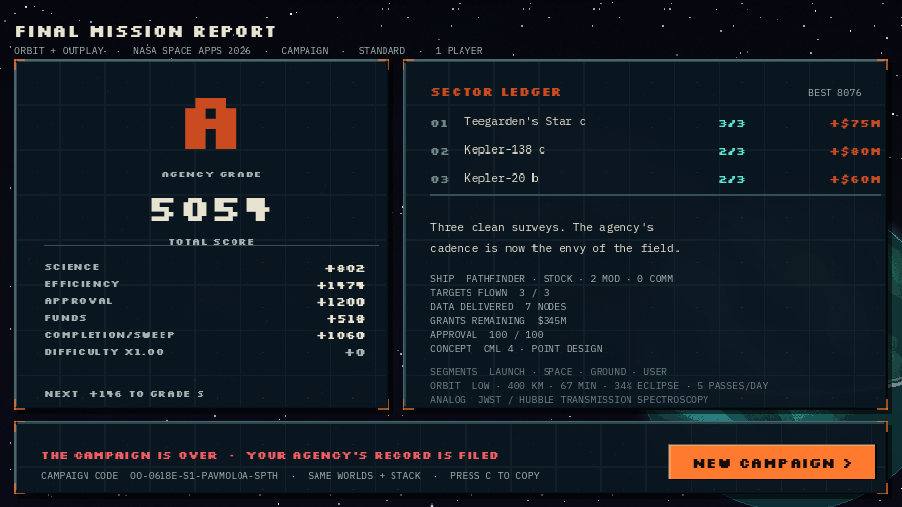 FINAL MISSION REPORT
ORBIT + OUTPLAY · NASA SPACE APPS 2026 · CAMPAIGN · STANDARD · 1 PLAYER
A
AGENCY GRADE
5054
TOTAL SCORE
SCIENCE +802
EFFICIENCY +1474
APPROVAL +1200
FUNDS +518
COMPLETION/SWEEP +1060
DIFFICULTY X1.00 +0
NEXT +146 TO GRADE S
SECTOR LEDGER BEST 8076
01 Teegarden's Star c 3/3 +$75M
02 Kepler-138 c 2/3 +$80M
03 Kepler-20 b 2/3 +$60M
Three clean surveys. The agency's
cadence is now the envy of the field.
SHIP PATHFINDER · STOCK · 2 MOD · 0 COMM
TARGETS FLOWN 3 / 3
DATA DELIVERED 7 NODES
GRANTS REMAINING $345M
APPROVAL 100 / 100
CONCEPT CML 4 · POINT DESIGN
SEGMENTS LAUNCH · SPACE · GROUND · USER
ORBIT LOW · 400 KM · 67 MIN · 34% ECLIPSE · 5 PASSES/DAY
ANALOG JWST / HUBBLE TRANSMISSION SPECTROSCOPY
THE CAMPAIGN IS OVER · YOUR AGENCY'S RECORD IS FILED
CAMPAIGN CODE OO-0618E-S1-PAVMOLOA-SPTH · SAME WORLDS + STACK · PRESS C TO COPY
NEW CAMPAIGN >